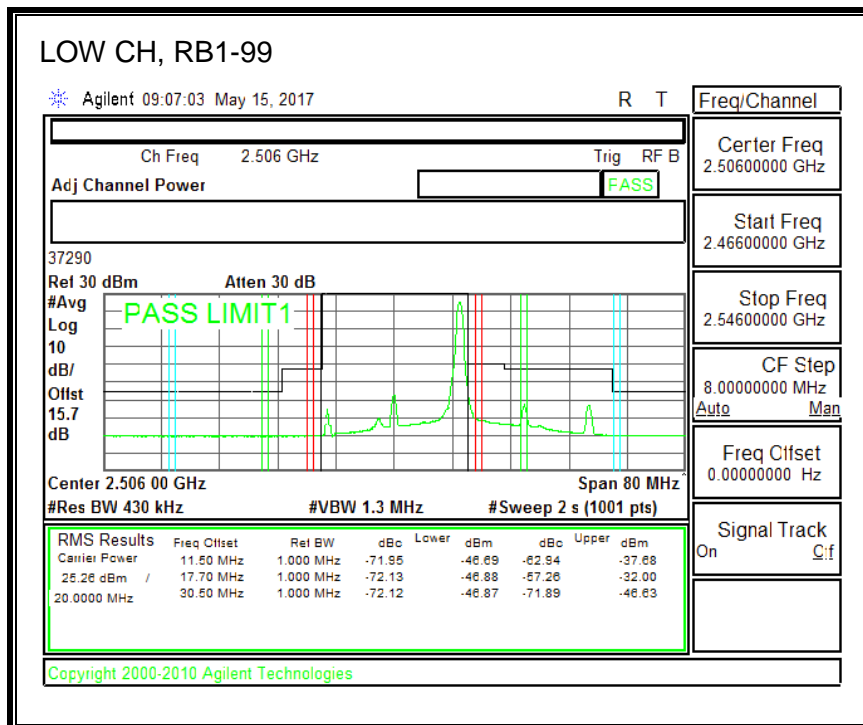 LOW CH, RB1-99
Agilent 09:07:03 May 15, 2017 R T
Freq/Channel
Ch Freq 2.506 GHz Trig RF B
Adj Channel Power FASS
Center Freq
2.50600000 GHz
Start Freq
2.46600000 GHz
Stop Freq
2.54600000 GHz
CF Step
8.00000000 MHz
Auto Man
Freq Offset
0.00000000 Hz
Signal Track
On Off
37290
Ref 30 dBm Atten 30 dB
#Avg
Log
10
dB/
Offst
15.7
dB
PASS LIMIT1
Center 2.506 00 GHz Span 80 MHz^
#Res BW 430 kHz #VBW 1.3 MHz #Sweep 2 s (1001 pts)
RMS Results Freq Offset Ref BW dBc Lower dBm dBc Upper dBm
Carrier Power 11.50 MHz 1.000 MHz -71.95 -46.69 -62.94 -37.68
25.26 dBm / 17.70 MHz 1.000 MHz -72.13 -46.88 -57.26 -32.00
20.0000 MHz 30.50 MHz 1.000 MHz -72.12 -46.87 -71.89 -46.63
Copyright 2000-2010 Agilent Technologies